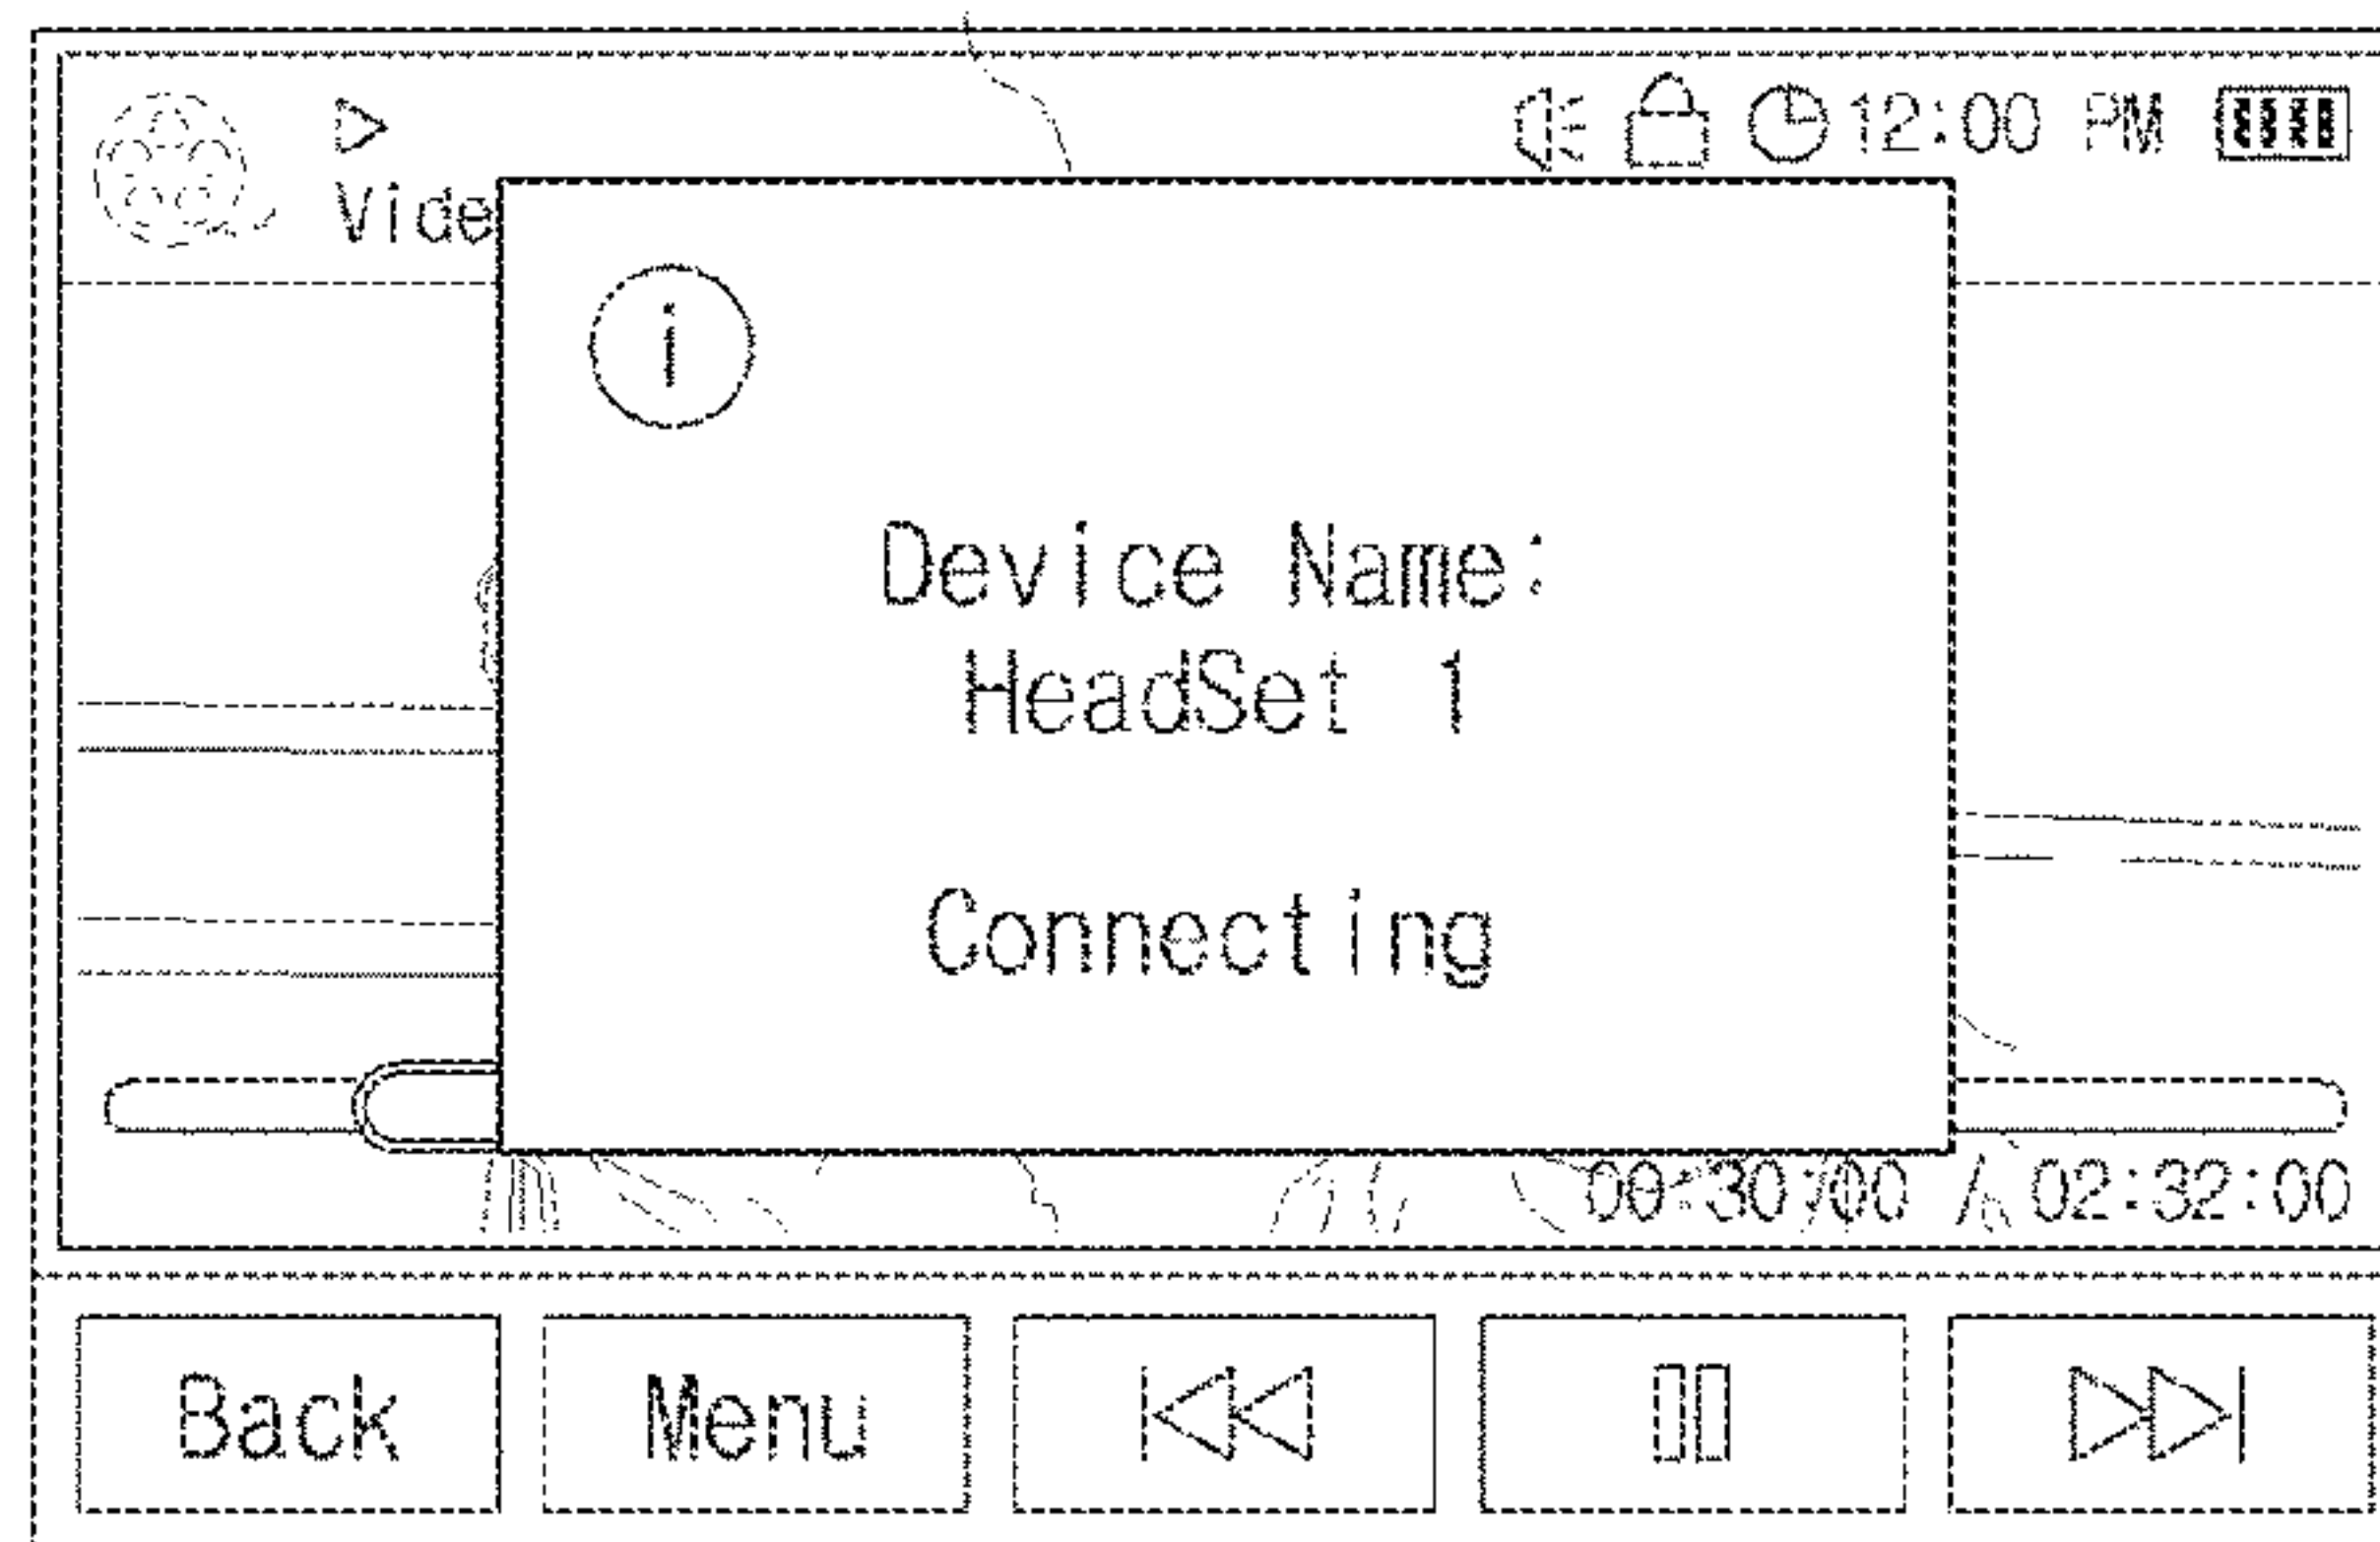 12:00 PM
Vide
i
Device Name:
HeadSet 1
Connecting
00:30:00 / 02:32:00
Back
Menu